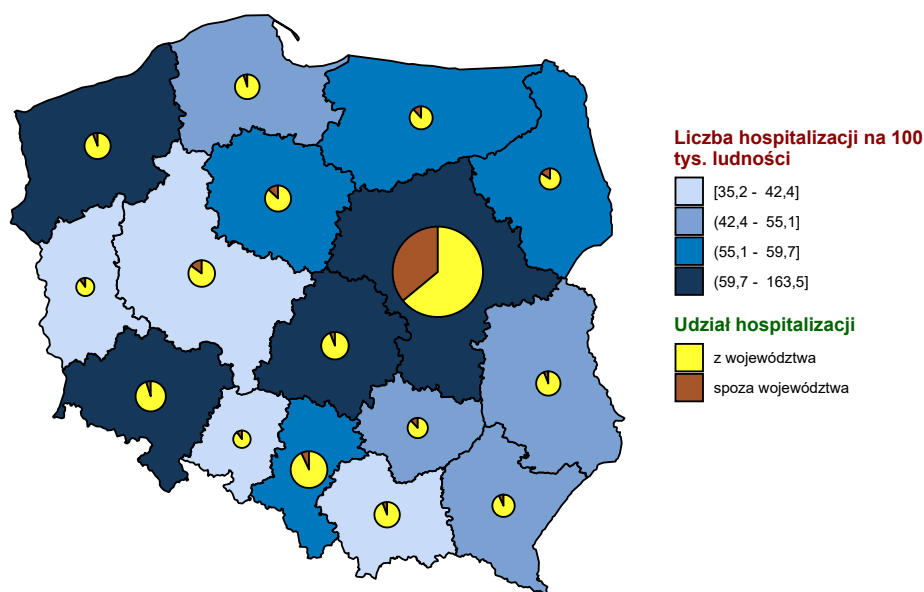 Liczba hospitalizacji na 100
tys. ludności
[35,2 - 42,4]
(42,4 - 55,1]
(55,1 - 59,7]
(59,7 - 163,5]
Udział hospitalizacji
z województwa
spoza województwa